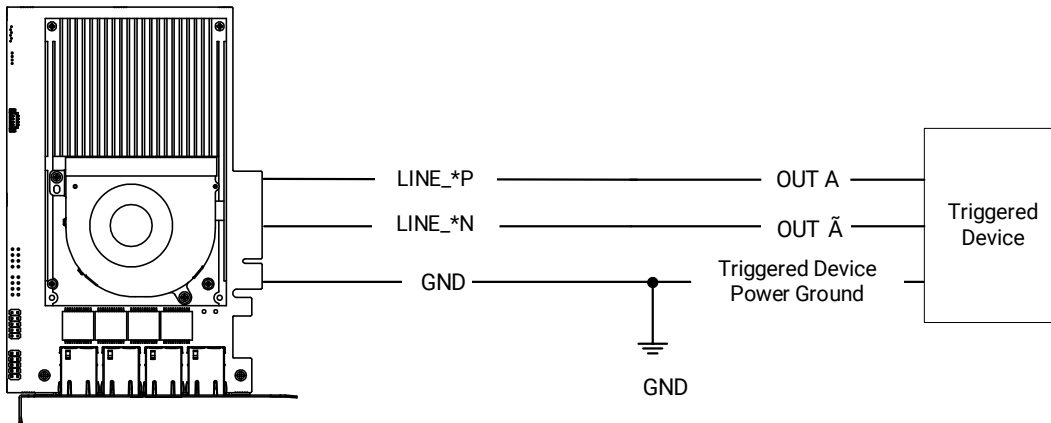 LINE_*P
OUT A
LINE_*N
OUT Ã
Triggered
Device
GND
Triggered Device
Power Ground
GND